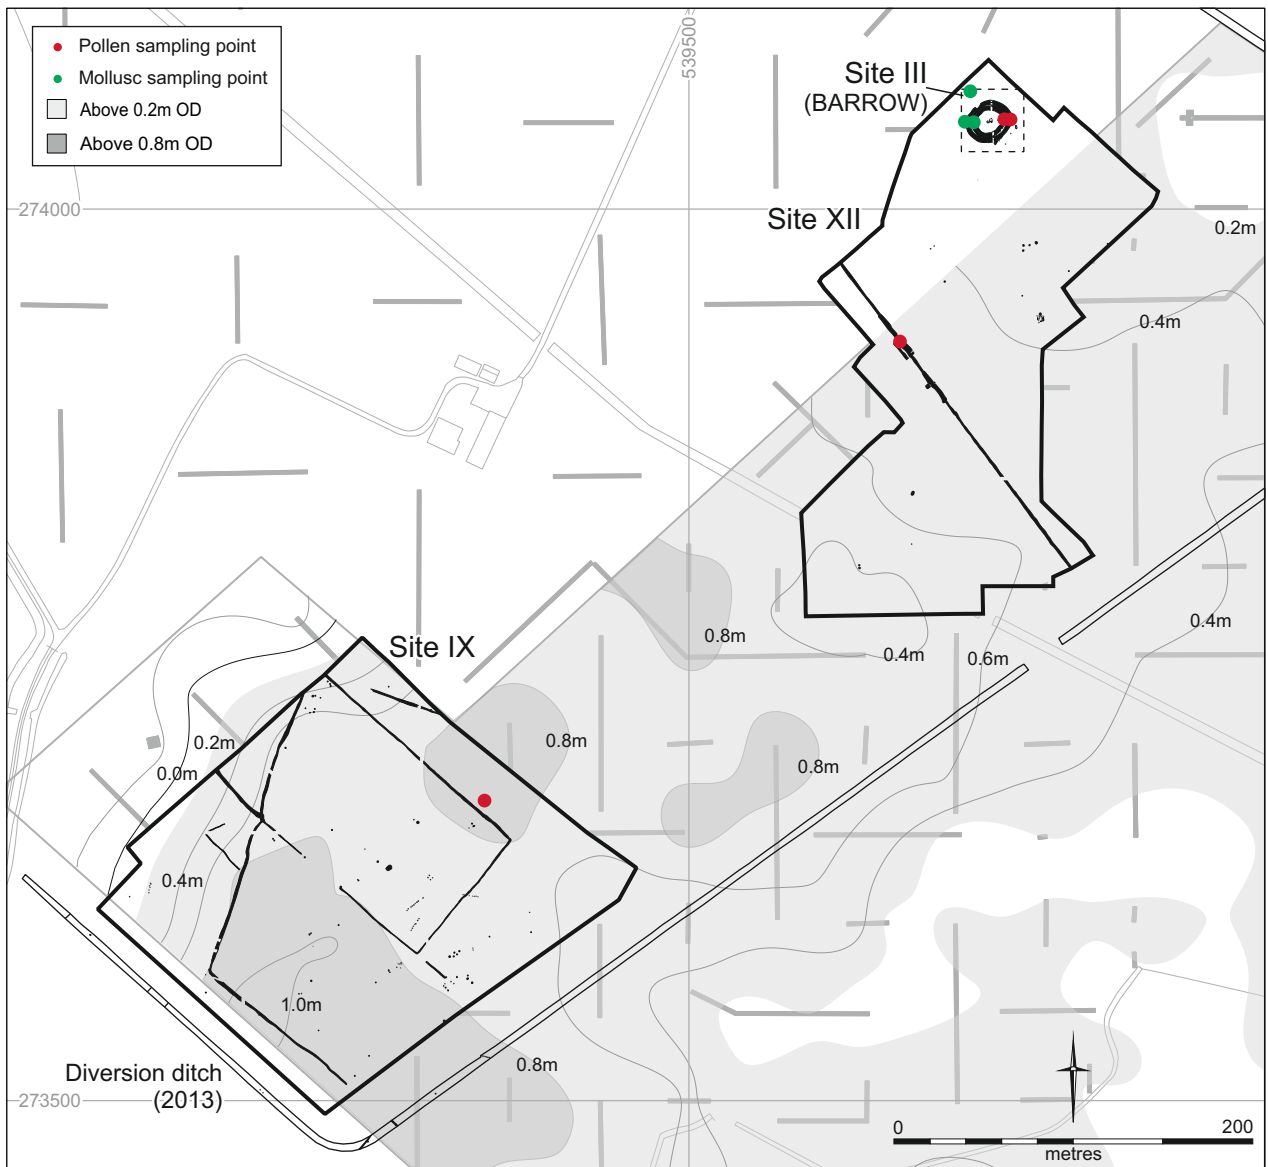 Pollen sampling point
Mollusc sampling point
Above 0.2m OD
Above 0.8m OD
539500
Site III
(BARROW)
274000
Site XII
0.2m
0.4m
0.4m
0.8m
0.4m
0.6m
Site IX
0.2m
0.8m
0.0m
0.8m
0.4m
1.0m
0.8m
Diversion ditch
(2013)
273500
0 200
metres